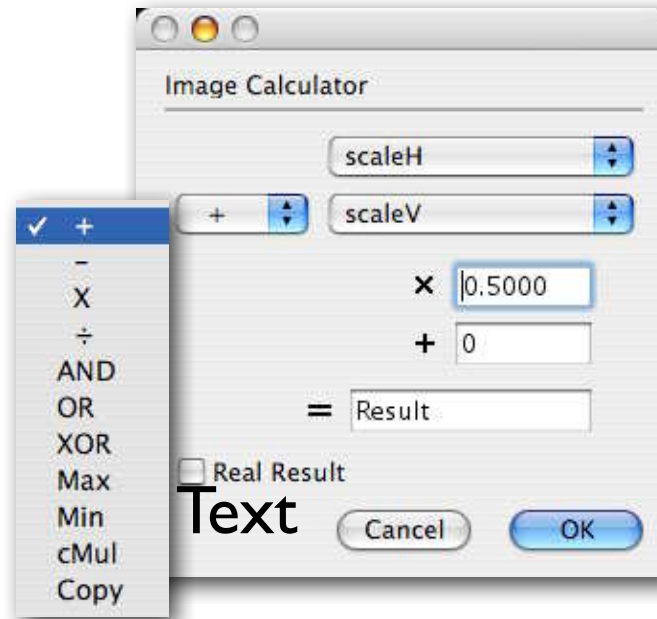 Image Calculator
scaleH
+ scaleV
× 0.5000
+ 0
= Result
Real Result
Text
Cancel OK
✓ +
–
X
÷
AND
OR
XOR
Max
Min
cMul
Copy